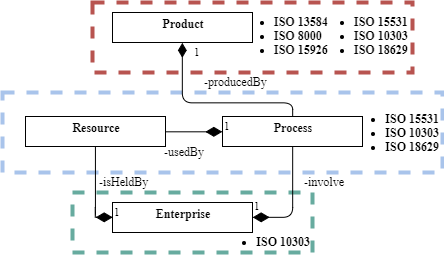 Product
1
• ISO 13584
• ISO 8000
• ISO 15926
• ISO 15531
• ISO 10303
• ISO 18629
-producedBy
Resource
-usedBy
1
Process
• ISO 15531
• ISO 10303
• ISO 18629
-isHeldBy
-involve
1
Enterprise
1
• ISO 10303